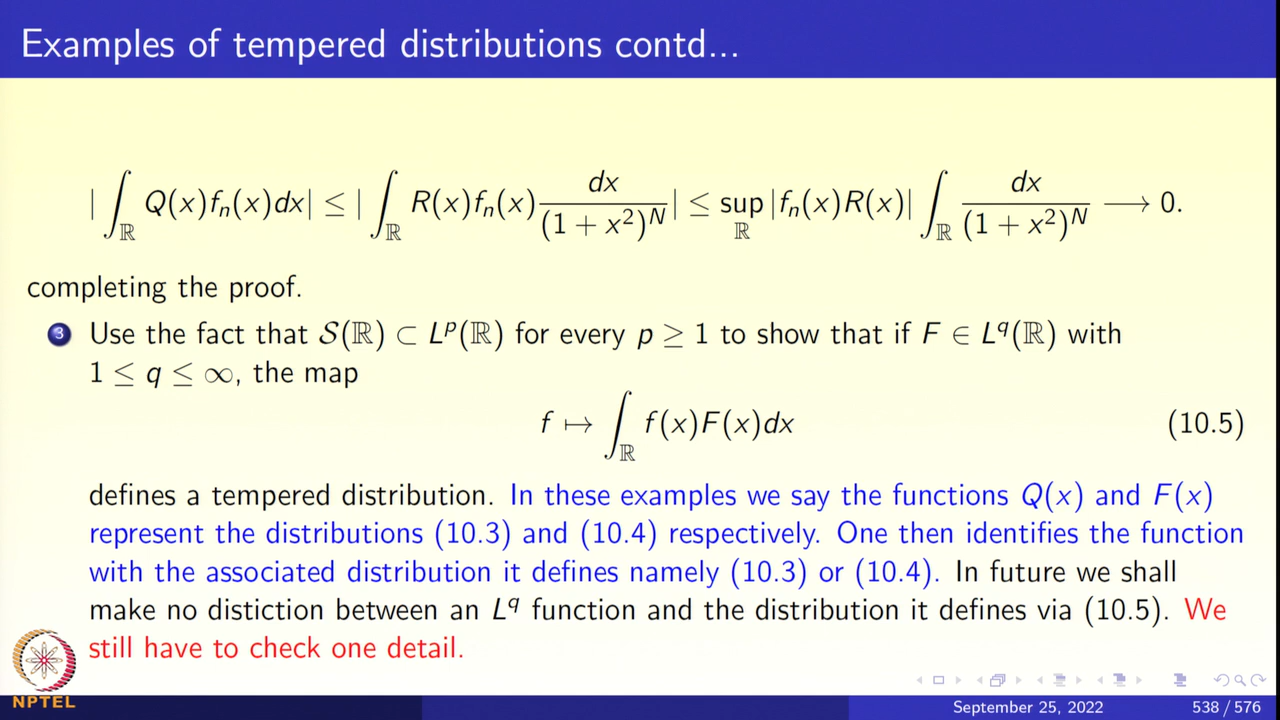 Examples of tempered distributions contd...
| ∫_ℝ Q(x)f_n(x)dx| ≤ | ∫_ℝ R(x)f_n(x) dx/(1 + x²)^N | ≤ sup_ℝ |f_n(x)R(x)| ∫_ℝ dx/(1 + x²)^N ⟶ 0.
completing the proof.
3 Use the fact that 𝒮(ℝ) ⊂ L^p(ℝ) for every p ≥ 1 to show that if F ∈ L^q(ℝ) with
1 ≤ q ≤ ∞, the map
f ↦ ∫_ℝ f(x)F(x)dx (10.5)
defines a tempered distribution. In these examples we say the functions Q(x) and F(x)
represent the distributions (10.3) and (10.4) respectively. One then identifies the function
with the associated distribution it defines namely (10.3) or (10.4). In future we shall
make no distiction between an L^q function and the distribution it defines via (10.5). We
still have to check one detail.
NPTEL
September 25, 2022 538 / 576